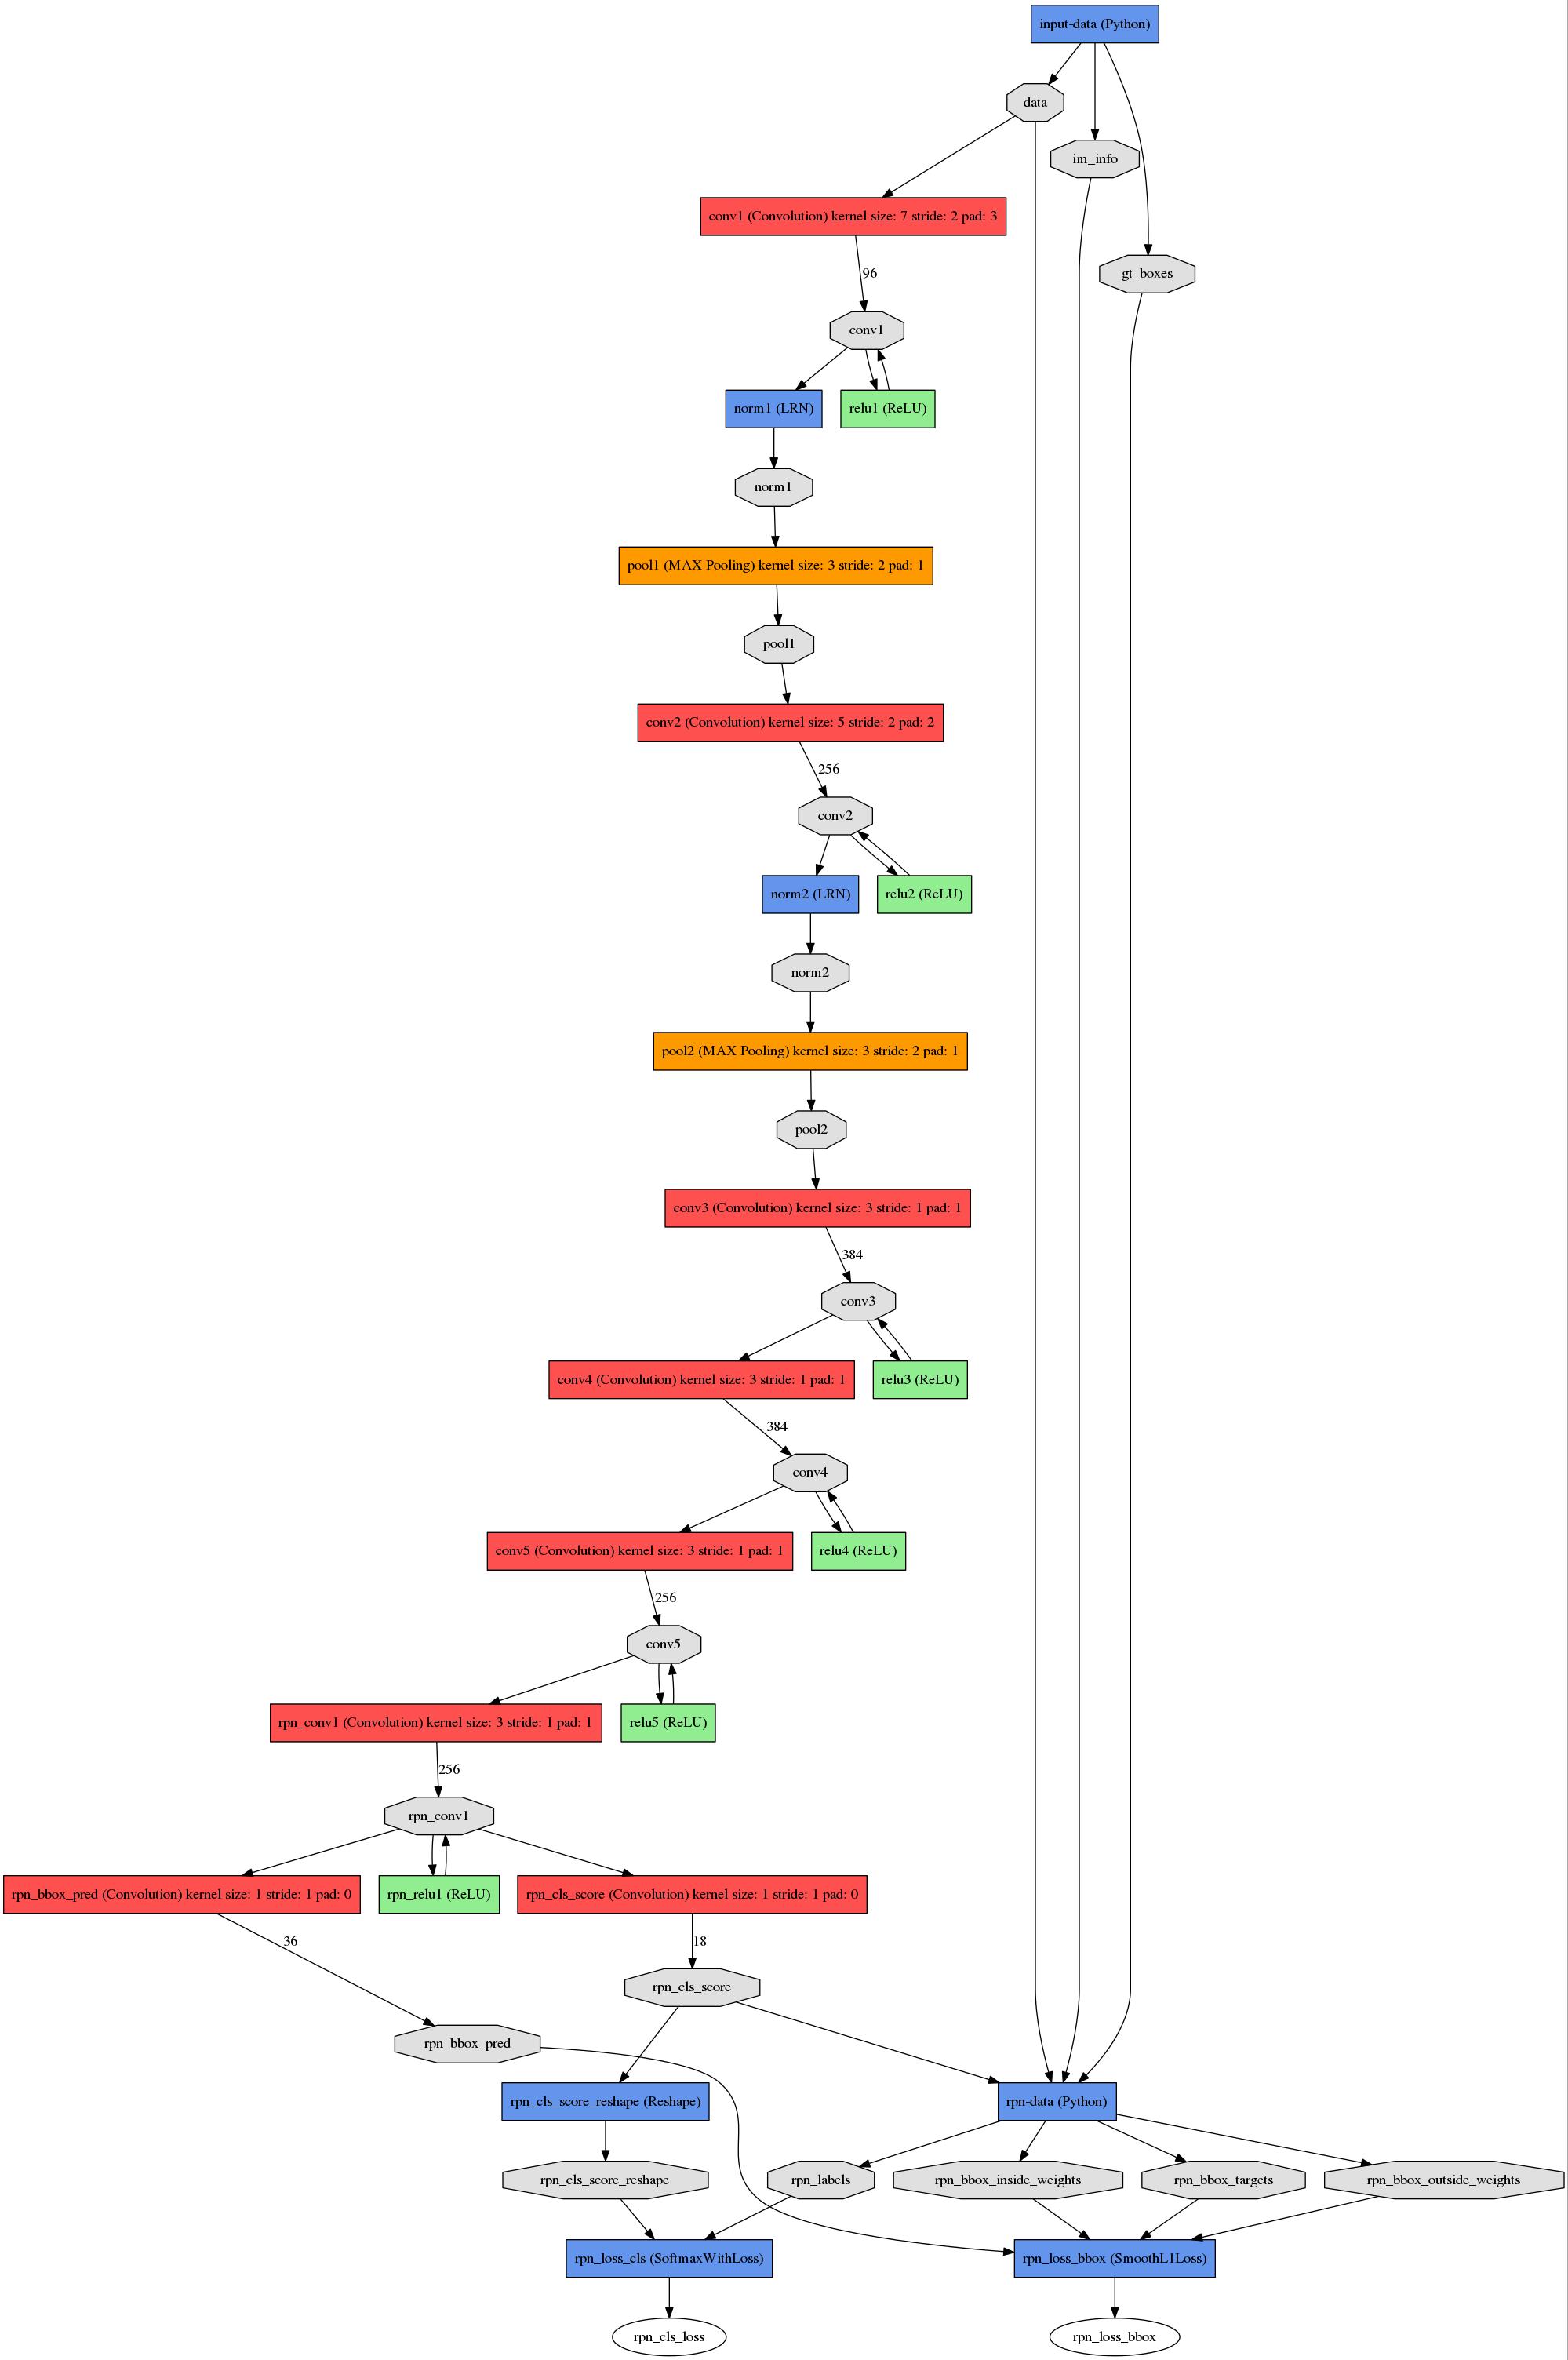 input-data (Python)
data
im_info
conv1 (Convolution) kernel size: 7 stride: 2 pad: 3
96
gt_boxes
conv1
norm1 (LRN)
relu1 (ReLU)
norm1
pool1 (MAX Pooling) kernel size: 3 stride: 2 pad: 1
pool1
conv2 (Convolution) kernel size: 5 stride: 2 pad: 2
256
conv2
norm2 (LRN)
relu2 (ReLU)
norm2
pool2 (MAX Pooling) kernel size: 3 stride: 2 pad: 1
pool2
conv3 (Convolution) kernel size: 3 stride: 1 pad: 1
384
conv3
conv4 (Convolution) kernel size: 3 stride: 1 pad: 1
relu3 (ReLU)
384
conv4
conv5 (Convolution) kernel size: 3 stride: 1 pad: 1
relu4 (ReLU)
256
conv5
rpn_conv1 (Convolution) kernel size: 3 stride: 1 pad: 1
relu5 (ReLU)
256
rpn_conv1
rpn_bbox_pred (Convolution) kernel size: 1 stride: 1 pad: 0
rpn_relu1 (ReLU)
rpn_cls_score (Convolution) kernel size: 1 stride: 1 pad: 0
36
18
rpn_cls_score
rpn_bbox_pred
rpn_cls_score_reshape (Reshape)
rpn-data (Python)
rpn_cls_score_reshape
rpn_labels
rpn_bbox_inside_weights
rpn_bbox_targets
rpn_bbox_outside_weights
rpn_loss_cls (SoftmaxWithLoss)
rpn_loss_bbox (SmoothL1Loss)
rpn_cls_loss
rpn_loss_bbox